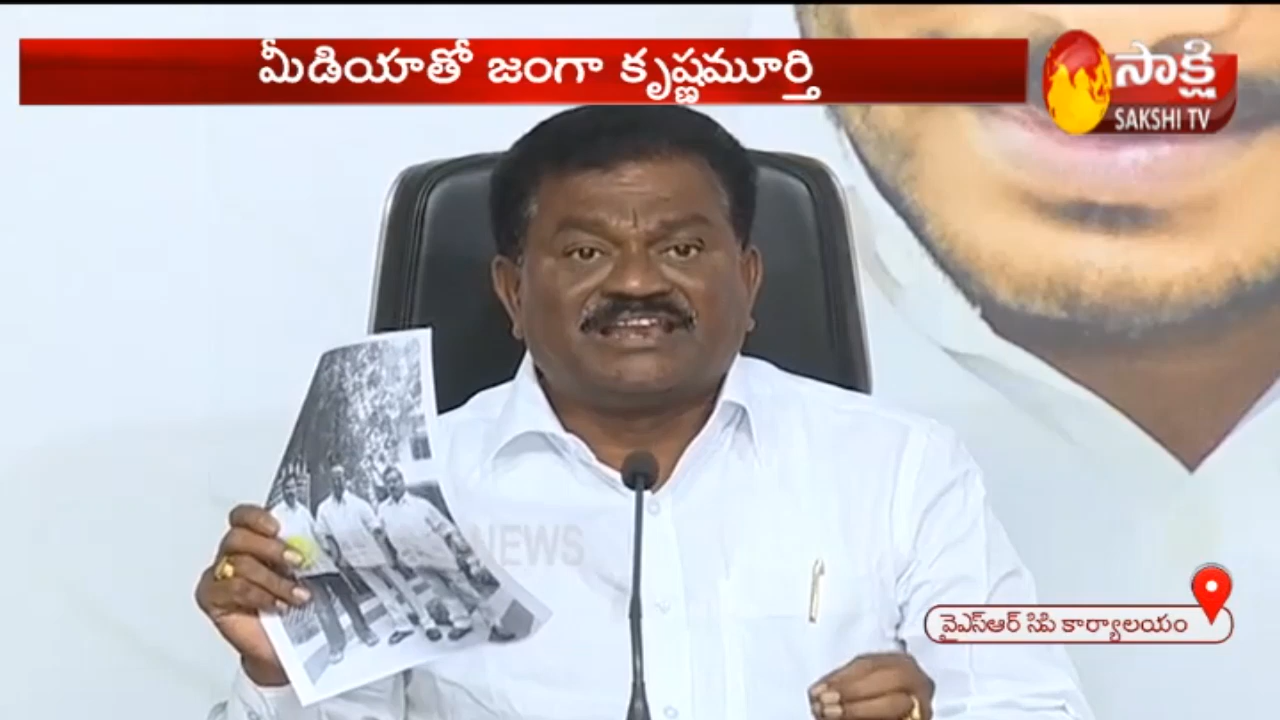 మీడియాతో జంగా కృష్ణమూర్తి
సాక్షి
SAKSHI TV
NEWS
వైఎస్ఆర్ సిపి కార్యాలయం